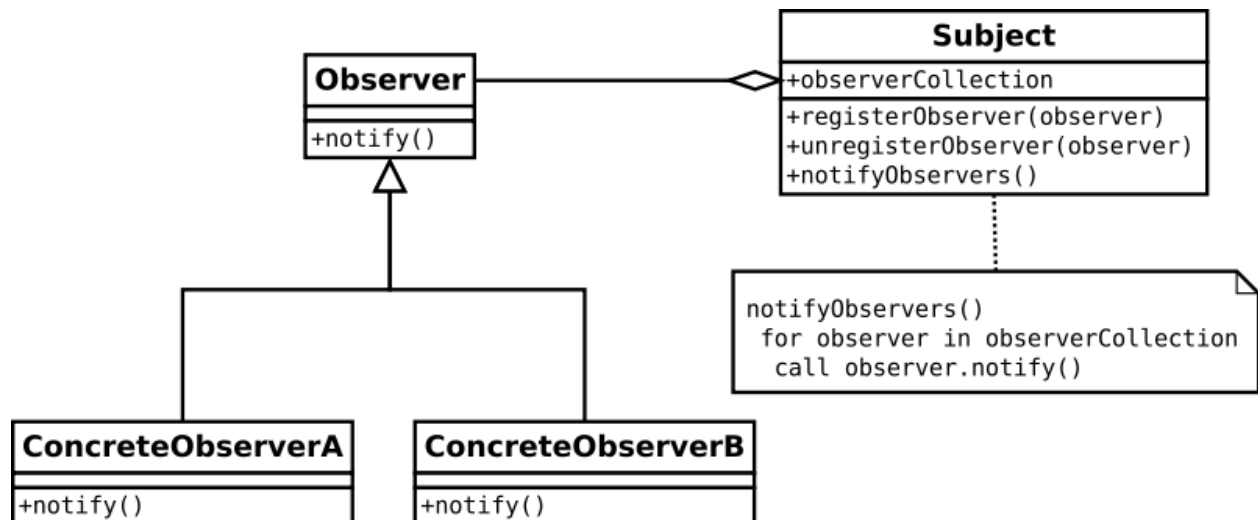 Observer
+notify()
Subject
+observerCollection
+registerObserver(observer)
+unregisterObserver(observer)
+notifyObservers()
notifyObservers()
for observer in observerCollection
call observer.notify()
ConcreteObserverA
+notify()
ConcreteObserverB
+notify()